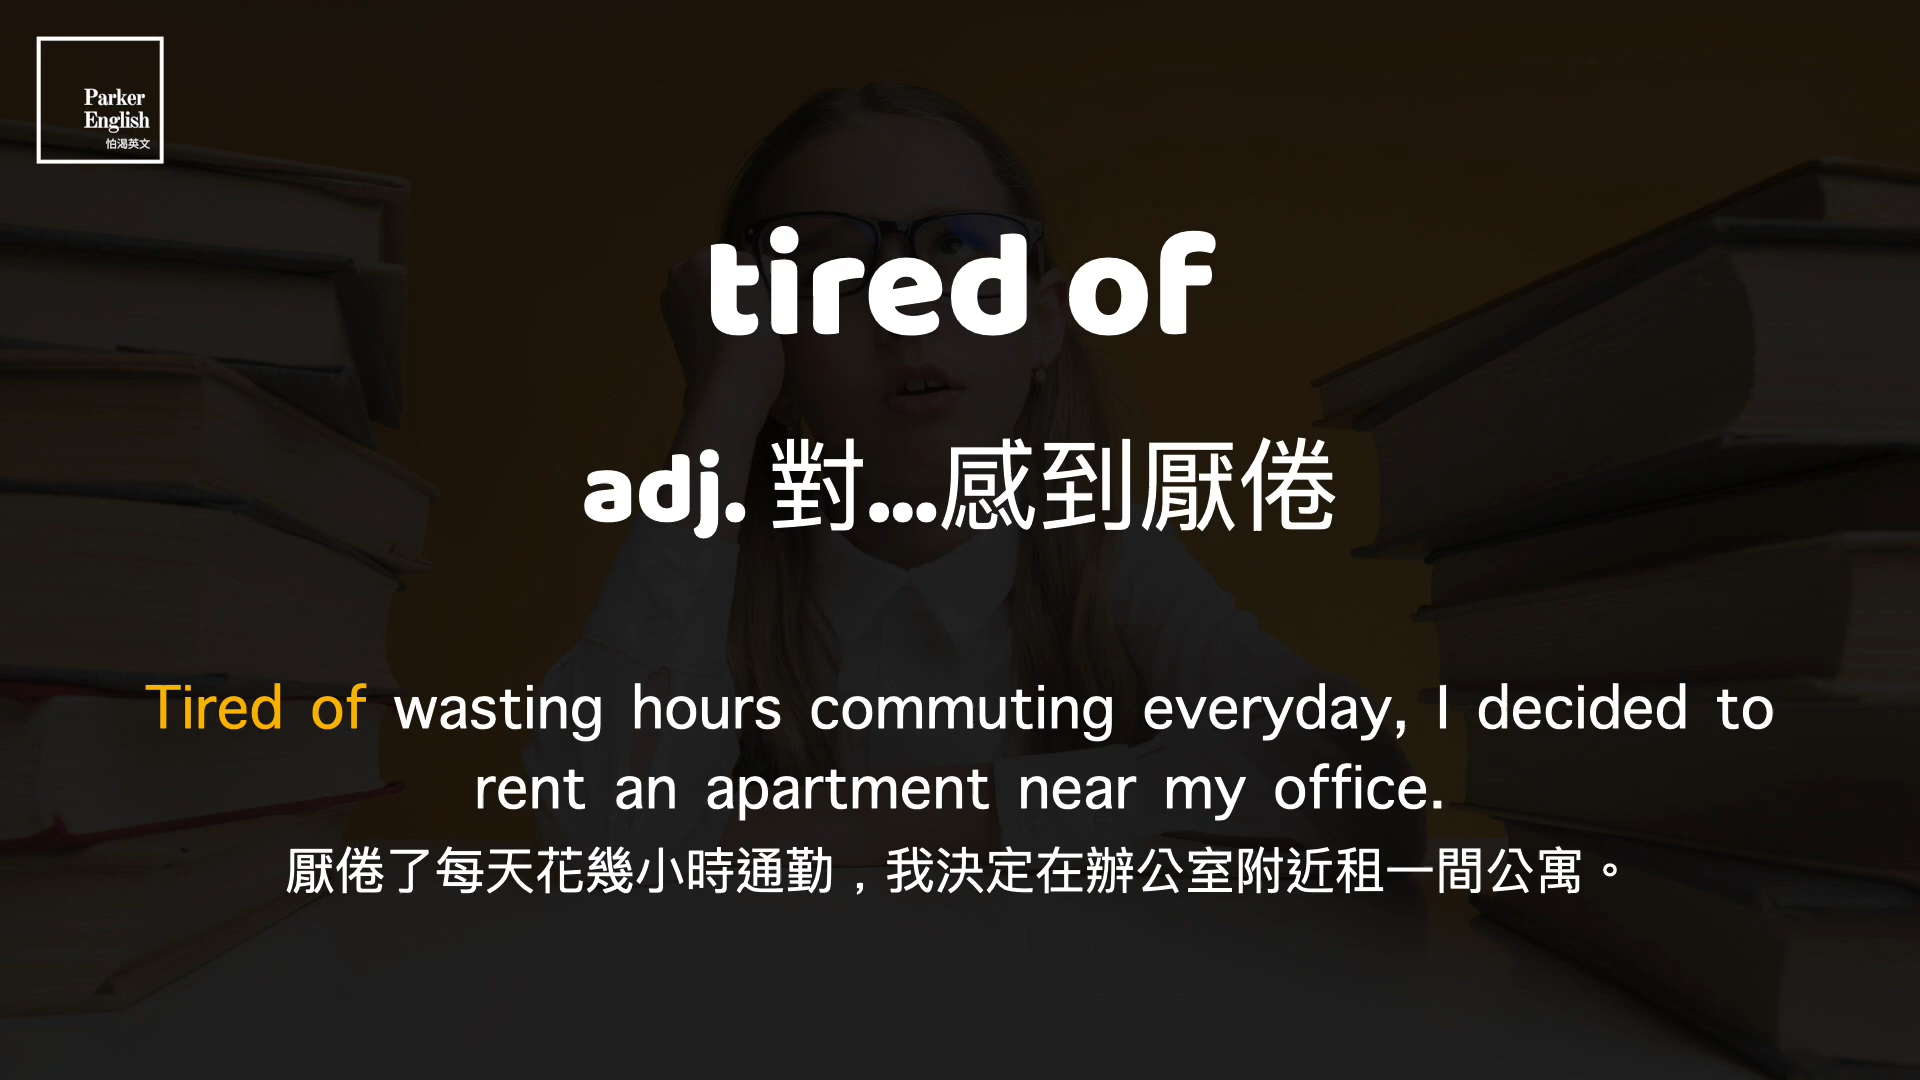 Parker
English
怕渴英文
tired of
adj. 對...感到厭倦
Tired of wasting hours commuting everyday, I decided to
rent an apartment near my office.
厭倦了每天花幾小時通勤，我決定在辦公室附近租一間公寓。